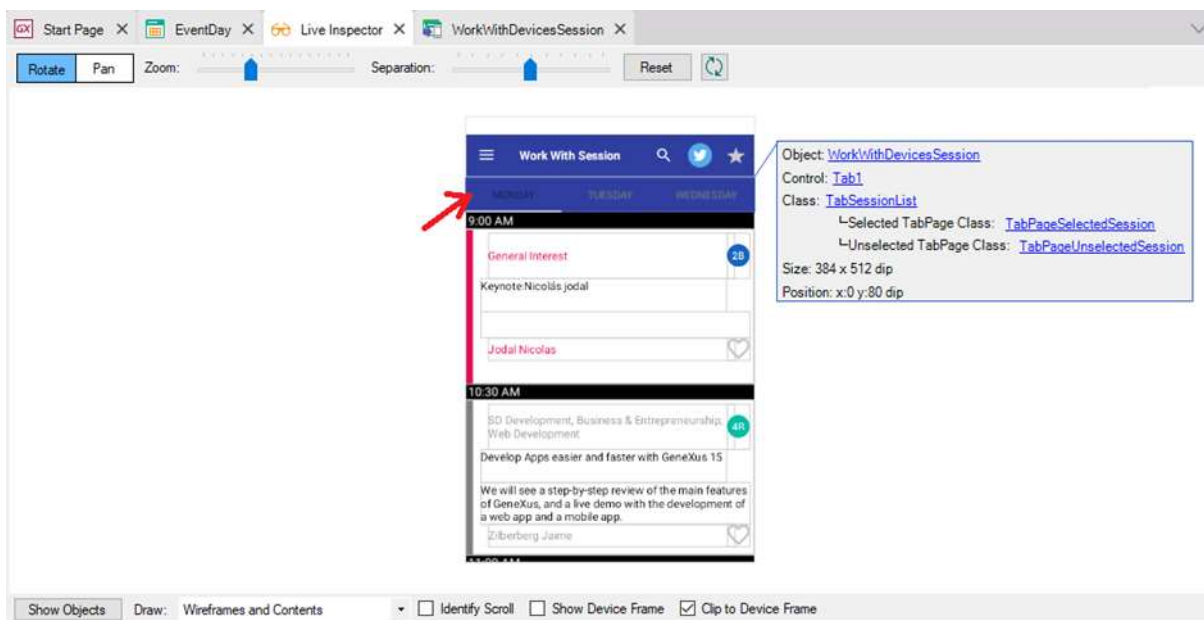 Start Page EventDay Live Inspector WorkWithDevicesSession
Rotate Pan Zoom: Separation: Reset
Work With Session
MONDAY TUESDAY WEDNESDAY
9:00 AM
General Interest 2B
Keynote:Nicolás jodal
Jodal Nicolas
10:30 AM
SD Development, Business & Entrepreneurship,
Web Development
4R
Develop Apps easier and faster with GeneXus 15
We will see a step-by-step review of the main features
of GeneXus, and a live demo with the development of
a web app and a mobile app.
Zilberberg Jaime
Object: WorkWithDevicesSession
Control: Tab1
Class: TabSessionList
Selected TabPage Class: TabPageSelectedSession
Unselected TabPage Class: TabPageUnselectedSession
Size: 384 x 512 dip
Position: x:0 y:80 dip
Show Objects Draw: Wireframes and Contents Identify Scroll Show Device Frame Clip to Device Frame